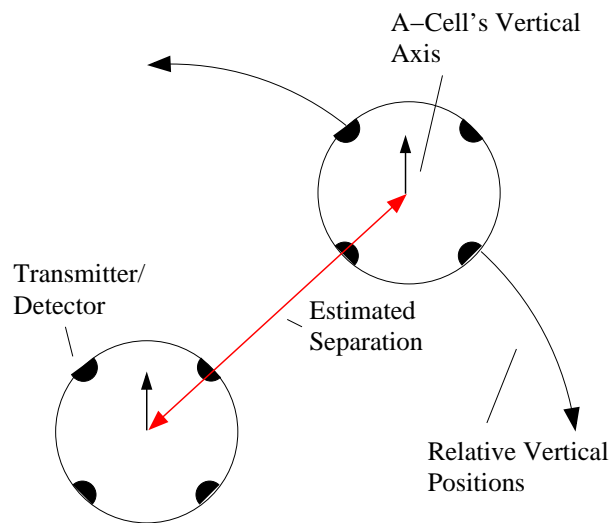 A–Cell's Vertical
Axis
Transmitter/
Detector
Estimated
Separation
Relative Vertical
Positions